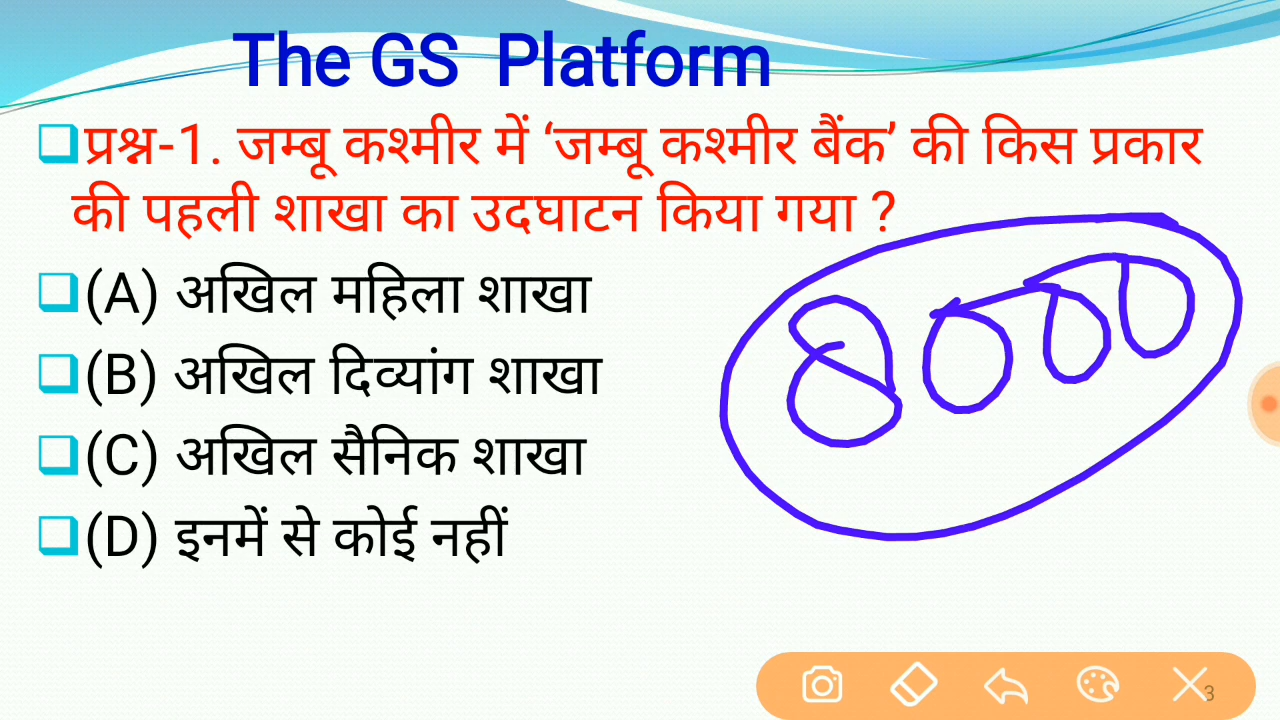 The GS Platform
प्रश्न-1. जम्बू कश्मीर में ‘जम्बू कश्मीर बैंक’ की किस प्रकार
की पहली शाखा का उदघाटन किया गया ?
(A) अखिल महिला शाखा
(B) अखिल दिव्यांग शाखा
8000
(C) अखिल सैनिक शाखा
(D) इनमें से कोई नहीं
3